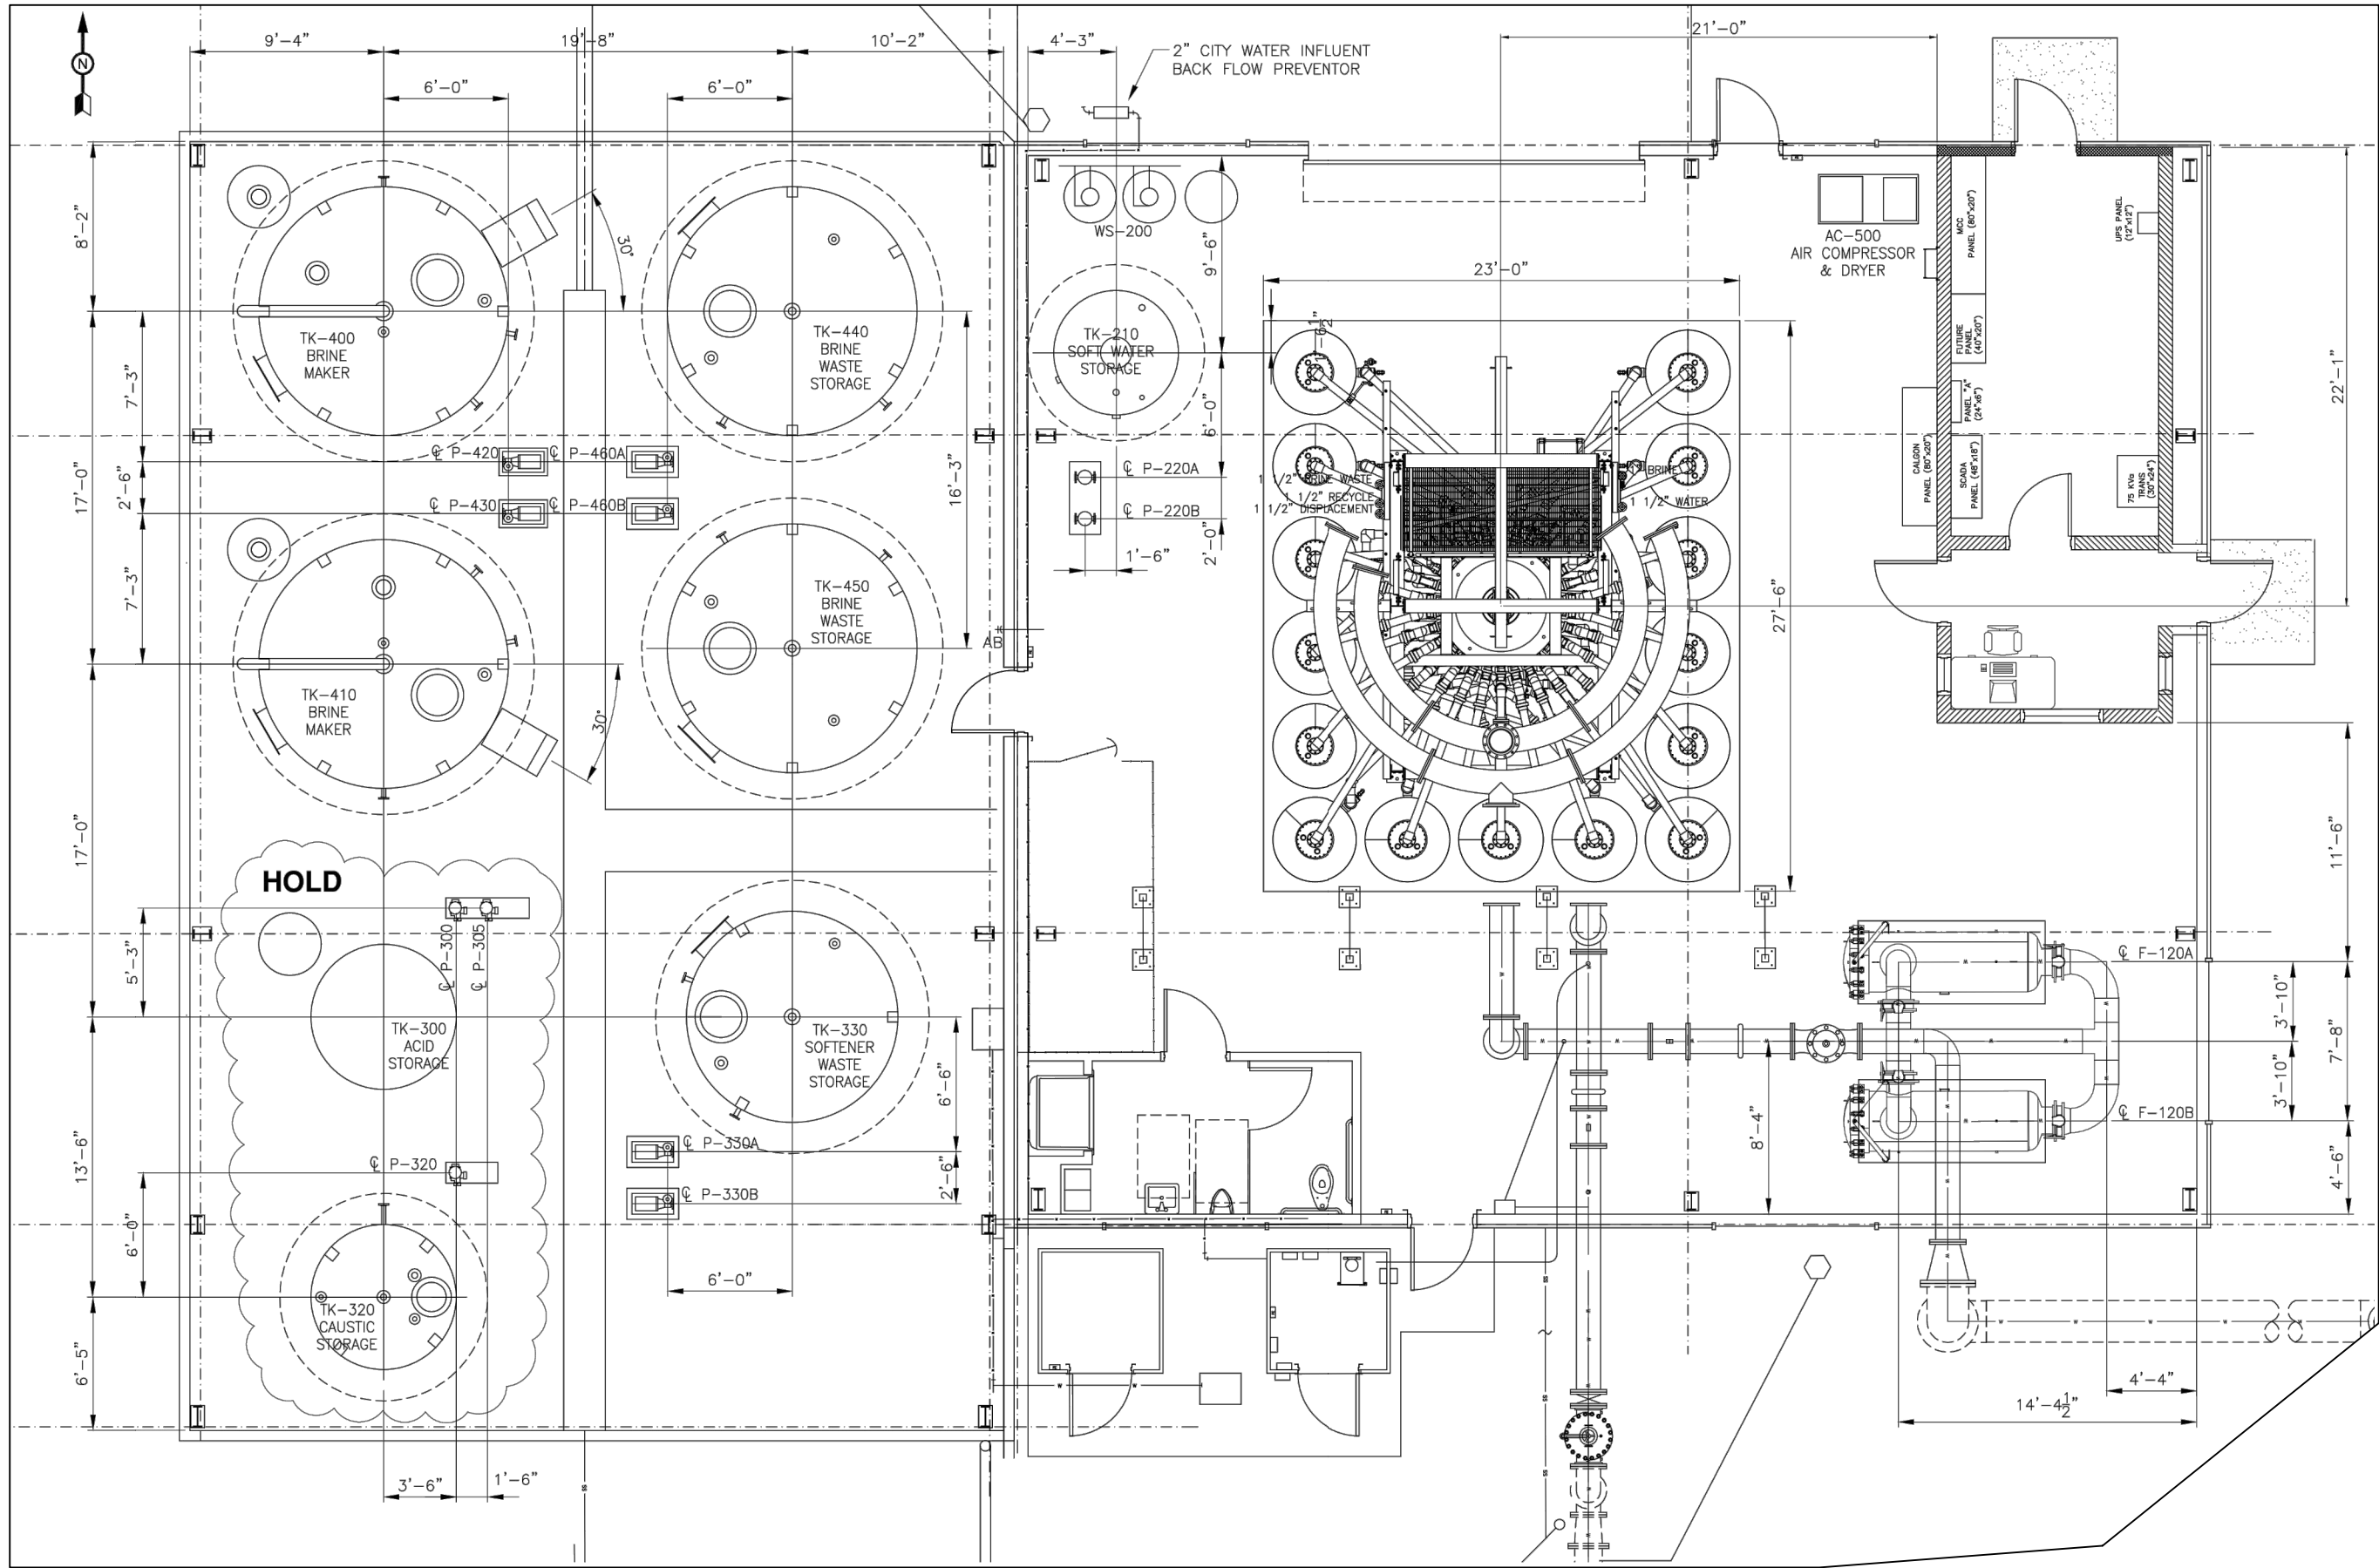 N
9'-4"
19'-8"
10'-2"
4'-3"
2" CITY WATER INFLUENT
BACK FLOW PREVENTOR
21'-0"
6'-0"
6'-0"
8'-2"
30°
WS-200
9'-6"
AC-500
AIR COMPRESSOR
& DRYER
MCC
PANEL (80"x20")
UPS PANEL
(12"x12")
23'-0"
TK-400
BRINE
MAKER
TK-440
BRINE
WASTE
STORAGE
TK-210
SOFT WATER
STORAGE
1'-6 1/2"
FUTURE
PANEL
(40"x20")
22'-1"
7'-3"
PANEL "A"
(24"x6")
6'-0"
CALGON
PANEL (80"x20")
SCADA
PANEL (48"x18")
75 KVa
TRANS
(30"x24")
17'-0"
2'-6"
℄ P-420
℄ P-460A
℄ P-430
℄ P-460B
16'-3"
℄ P-220A
℄ P-220B
2'-0"
1'-6"
1 1/2" BRINE WASTE
1 1/2" RECYCLE
1 1/2" DISPLACEMENT
BRINE
1 1/2" WATER
7'-3"
TK-450
BRINE
WASTE
STORAGE
27'-6"
AB
TK-410
BRINE
MAKER
30°
17'-0"
HOLD
11'-6"
5'-3"
℄ P-300
℄ P-305
℄ F-120A
TK-300
ACID
STORAGE
TK-330
SOFTENER
WASTE
STORAGE
3'-10"
7'-8"
3'-10"
6'-6"
8'-4"
℄ F-120B
13'-6"
℄ P-320
℄ P-330A
℄ P-330B
2'-6"
4'-6"
6'-0"
6'-0"
TK-320
CAUSTIC
STORAGE
6'-5"
4'-4"
14'-4 1/2"
3'-6"
1'-6"